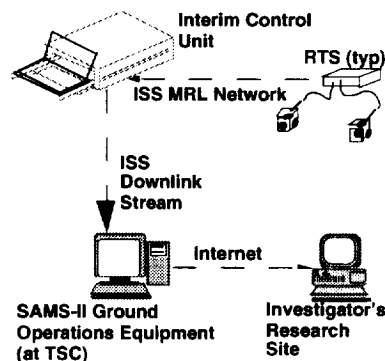 Interim Control
Unit
RTS (typ)
ISS MRL Network
ISS
Downlink
Stream
Internet
SAMS-II Ground
Operations Equipment
(at TSC)
Investigator's
Research
Site